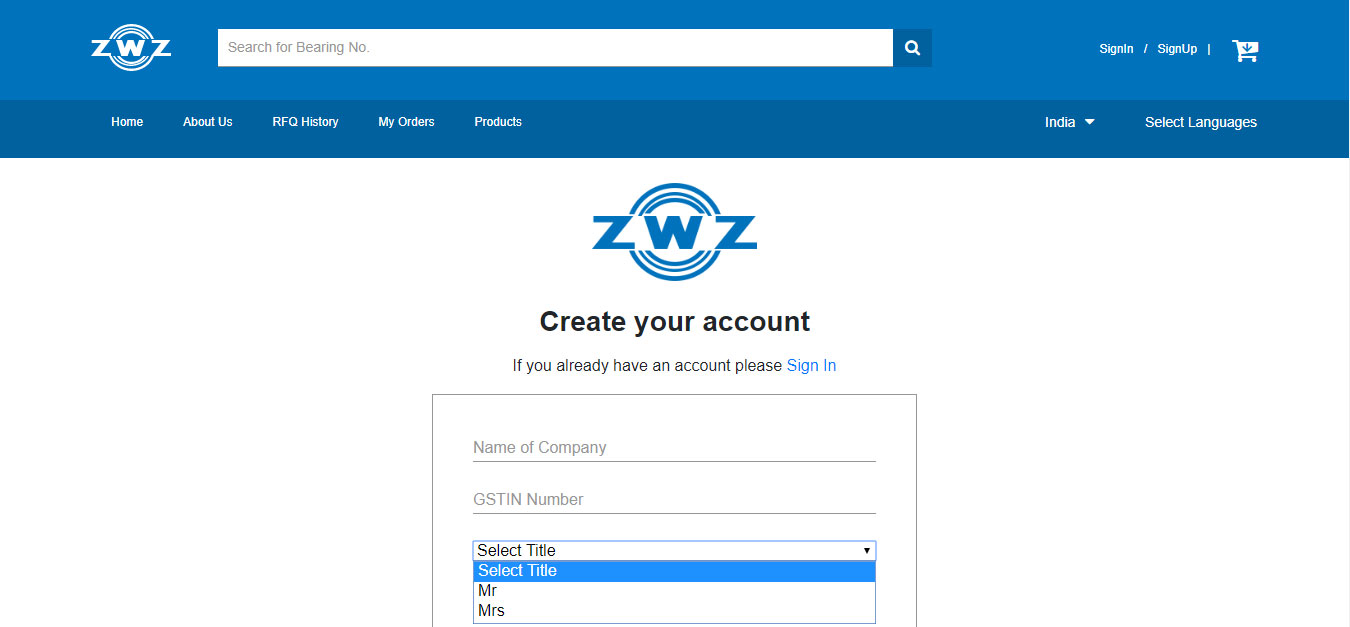 ZWZ
Search for Bearing No.
SignIn / SignUp |
Home About Us RFQ History My Orders Products India Select Languages
ZWZ
Create your account
If you already have an account please Sign In
Name of Company
GSTIN Number
Select Title
Select Title
Mr
Mrs